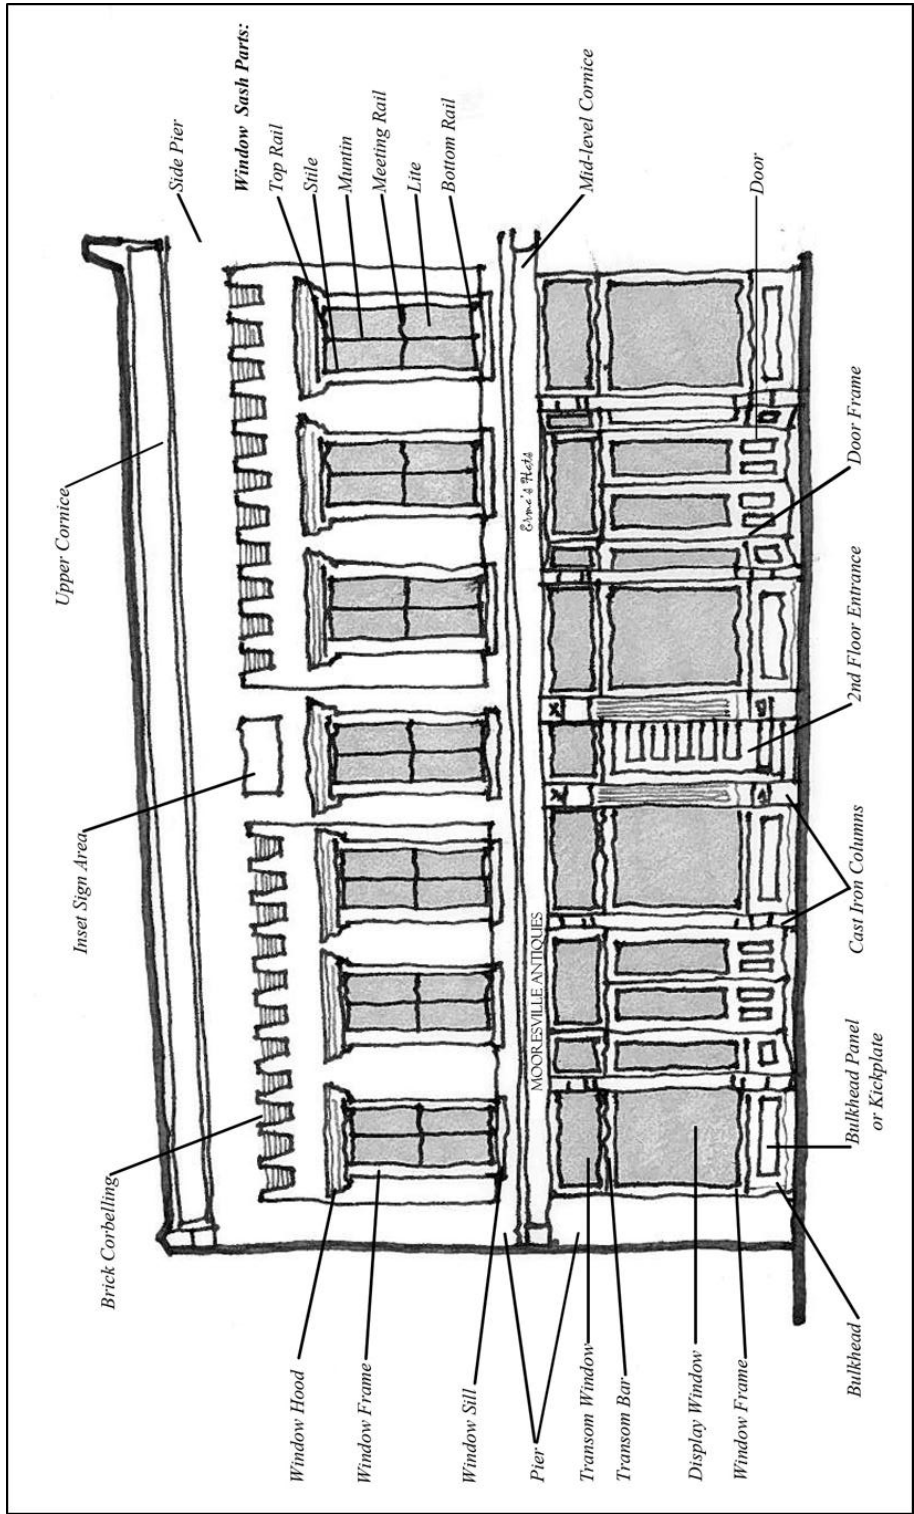 Upper Cornice
Side Pier
Inset Sign Area
Brick Corbelling
Window Sash Parts:
Top Rail
Stile
Muntin
Meeting Rail
Lite
Bottom Rail
Mid-level Cornice
Window Hood
Window Frame
Window Sill
Pier
Transom Window
Transom Bar
Display Window
Window Frame
MOORESVILLE ANTIQUES
Erma's Hats
Door
Door Frame
2nd Floor Entrance
Cast Iron Columns
Bulkhead Panel
or Kickplate
Bulkhead